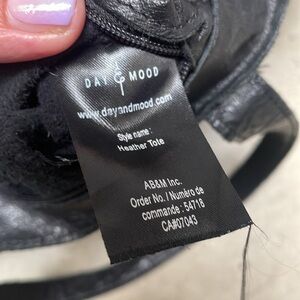 DAY & MOOD
www.dayandmood.com
Style name :
Heather Tote
AB&M Inc.
Order No. / Numéro de
commande : 54718
CA#07043